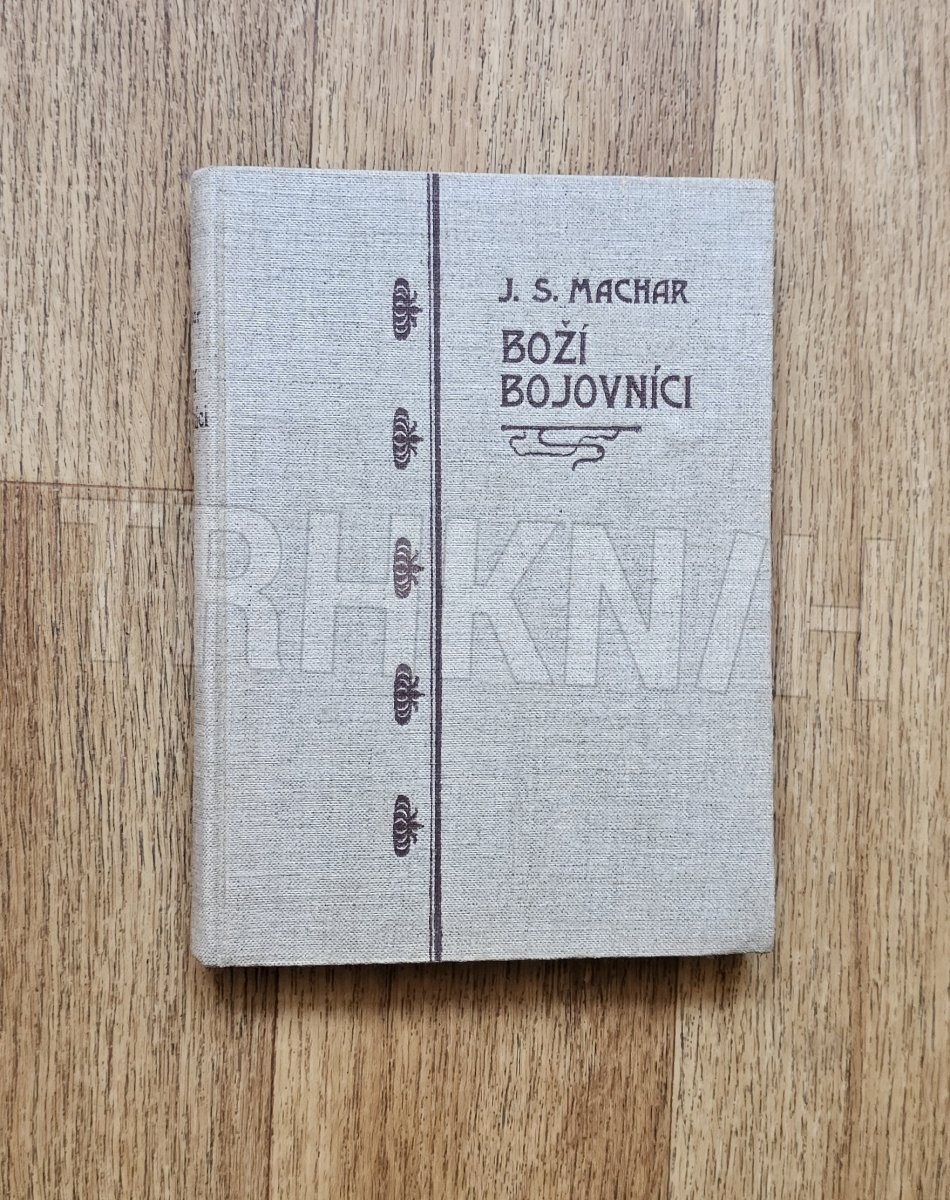 J. S. MACHAR
BOŽÍ
BOJOVNÍCI
TRHKNIH